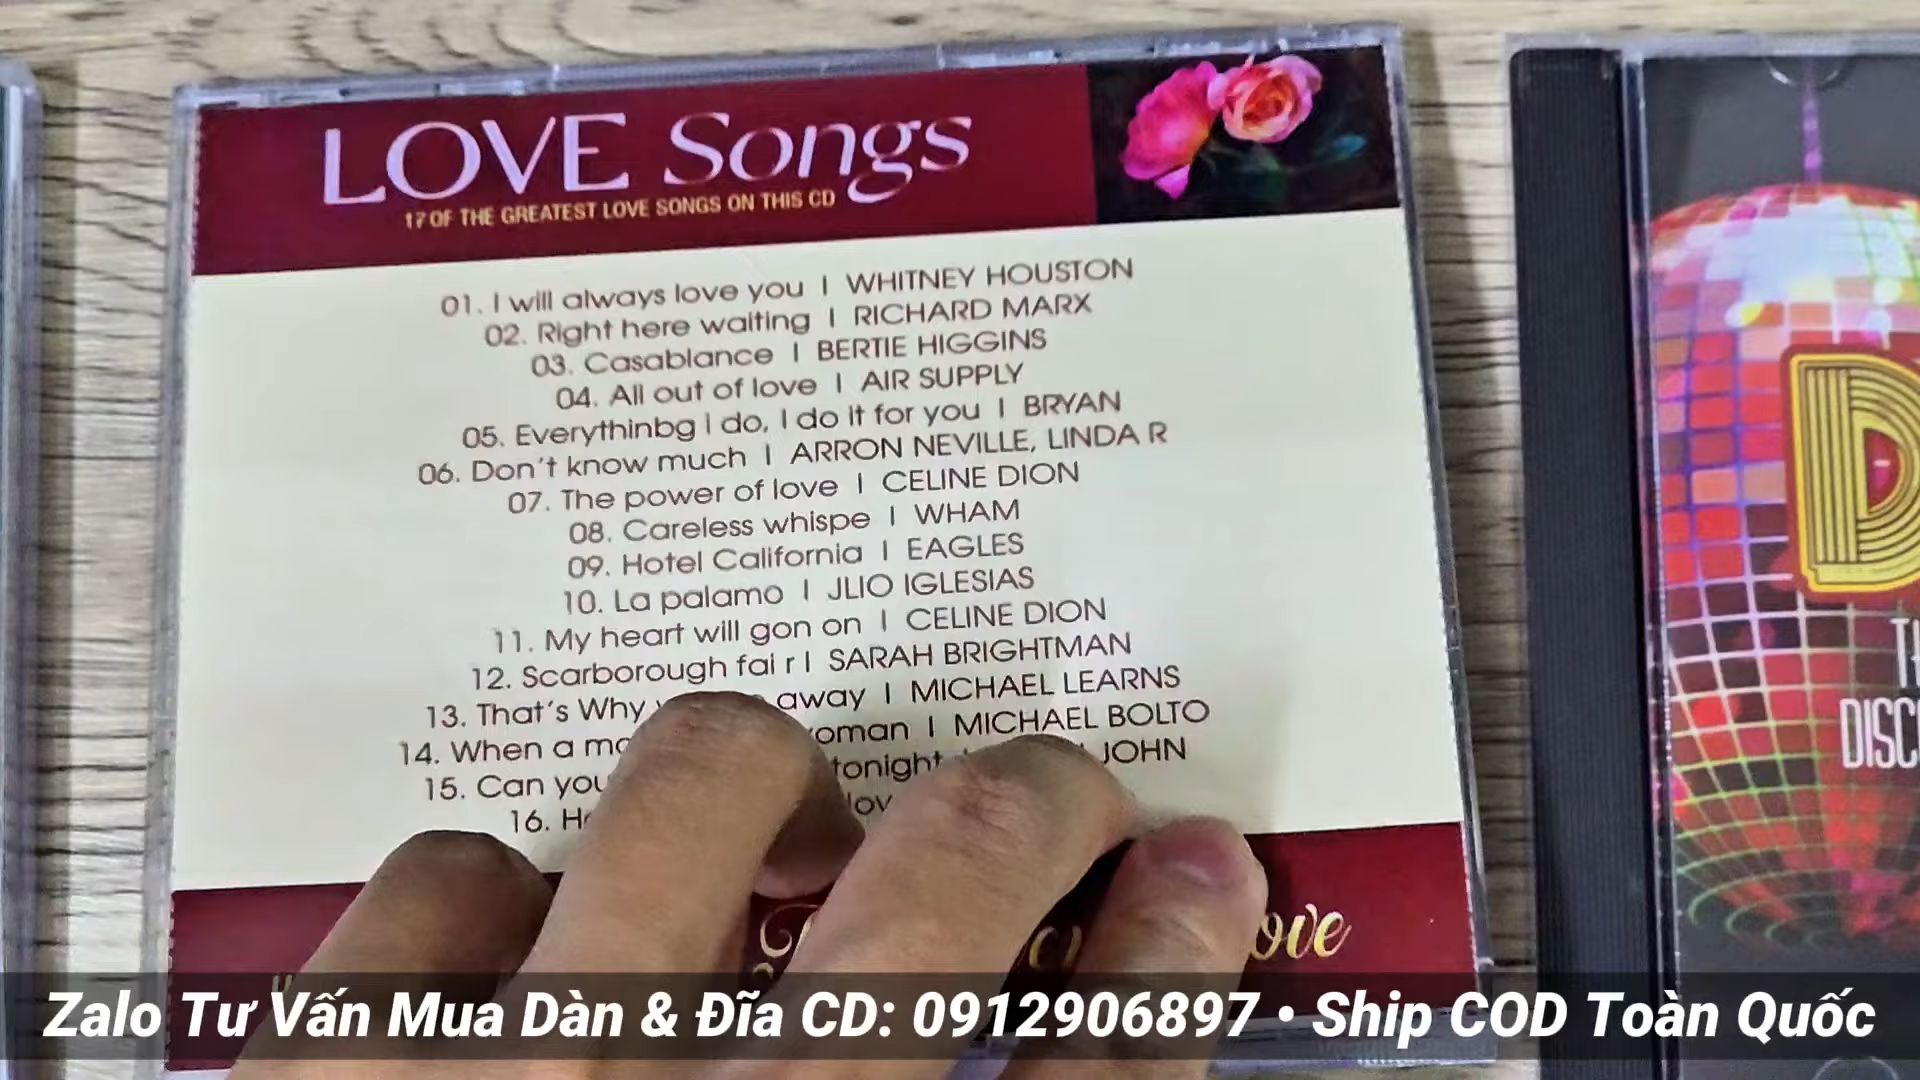 LOVE Songs
17 OF THE GREATEST LOVE SONGS ON THIS CD
01. I will always love you I WHITNEY HOUSTON
02. Right here waiting I RICHARD MARX
03. Casablance I BERTIE HIGGINS
04. All out of love I AIR SUPPLY
05. Everythinbg i do, I do it for you I BRYAN
06. Don't know much I ARRON NEVILLE, LINDA R
07. The power of love I CELINE DION
08. Careless whispe I WHAM
09. Hotel California I EAGLES
10. La palamo I JLIO IGLESIAS
11. My heart will gon on I CELINE DION
12. Scarborough fai r I SARAH BRIGHTMAN
13. That's Why away I MICHAEL LEARNS
14. When a I MICHAEL BOLTO
15. Can you tonight JOHN
16.
Zalo Tư Vấn Mua Dàn & Đĩa CD: 0912906897 • Ship COD Toàn Quốc